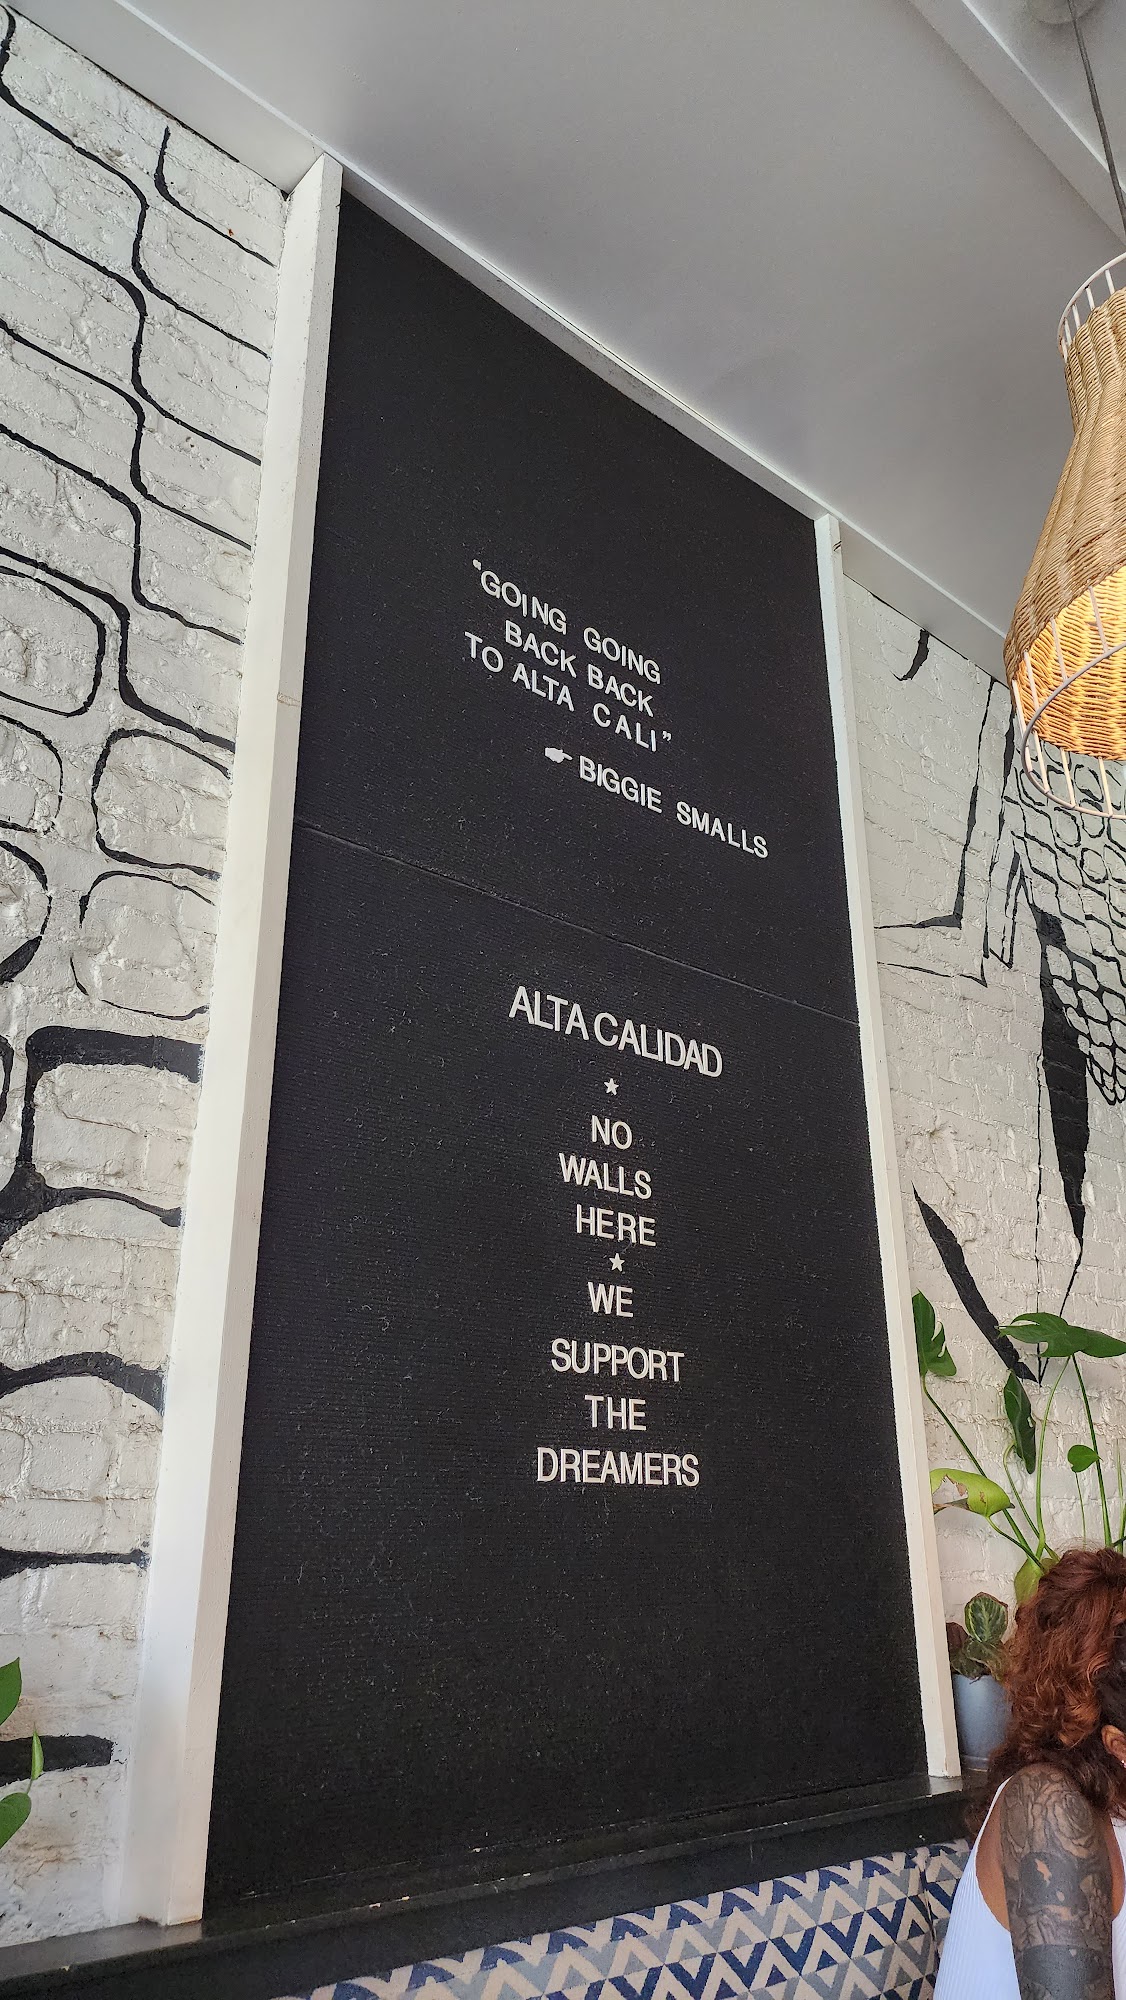 "GOING GOING
BACK BACK
TO ALTA CALI"
BIGGIE SMALLS
ALTA CALIDAD
★
NO
WALLS
HERE
★
WE
SUPPORT
THE
DREAMERS